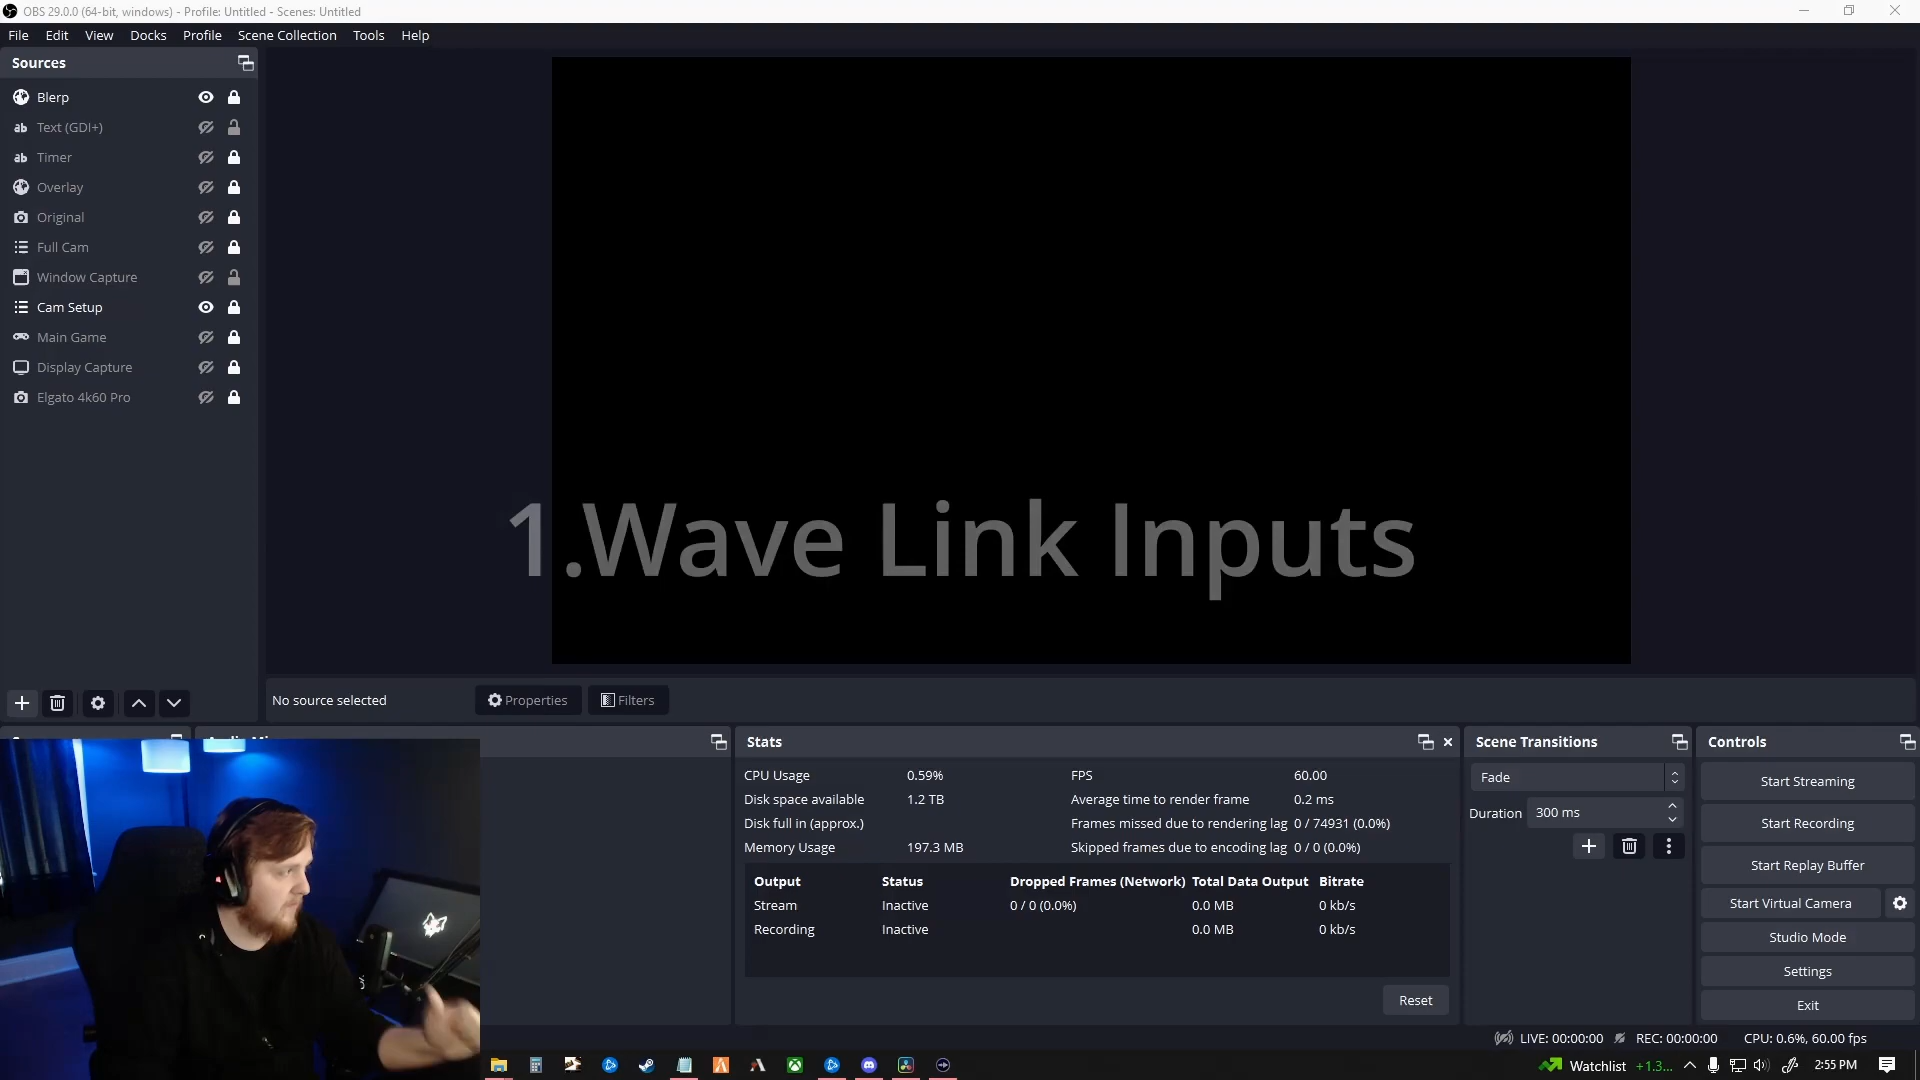 OBS 29.0.0 (64-bit, windows) - Profile: Untitled - Scenes: Untitled
File Edit View Docks Profile Scene Collection Tools Help
Sources
Blerp
Text (GDI+)
Timer
Overlay
Original
Full Cam
Window Capture
Cam Setup
Main Game
Display Capture
Elgato 4k60 Pro
1.Wave Link Inputs
No source selected Properties Filters
Stats
CPU Usage 0.59% FPS 60.00
Disk space available 1.2 TB Average time to render frame 0.2 ms
Disk full in (approx.) Frames missed due to rendering lag 0 / 74931 (0.0%)
Memory Usage 197.3 MB Skipped frames due to encoding lag 0 / 0 (0.0%)
Output Status Dropped Frames (Network) Total Data Output Bitrate
Stream Inactive 0 / 0 (0.0%) 0.0 MB 0 kb/s
Recording Inactive 0.0 MB 0 kb/s
Reset
Scene Transitions
Fade
Duration 300 ms
Controls
Start Streaming
Start Recording
Start Replay Buffer
Start Virtual Camera
Studio Mode
Settings
Exit
LIVE: 00:00:00 REC: 00:00:00 CPU: 0.6%, 60.00 fps
Watchlist +1.3... 2:55 PM